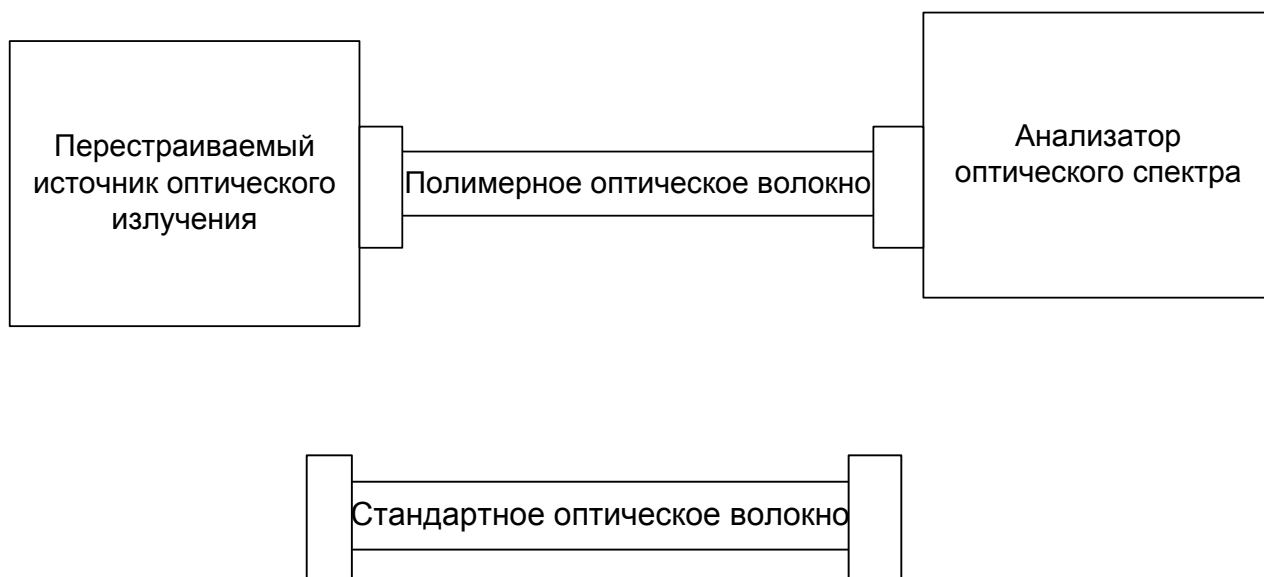 Перестраиваемый
источник оптического
излучения
Полимерное оптическое волокно
Анализатор
оптического спектра
Стандартное оптическое волокно